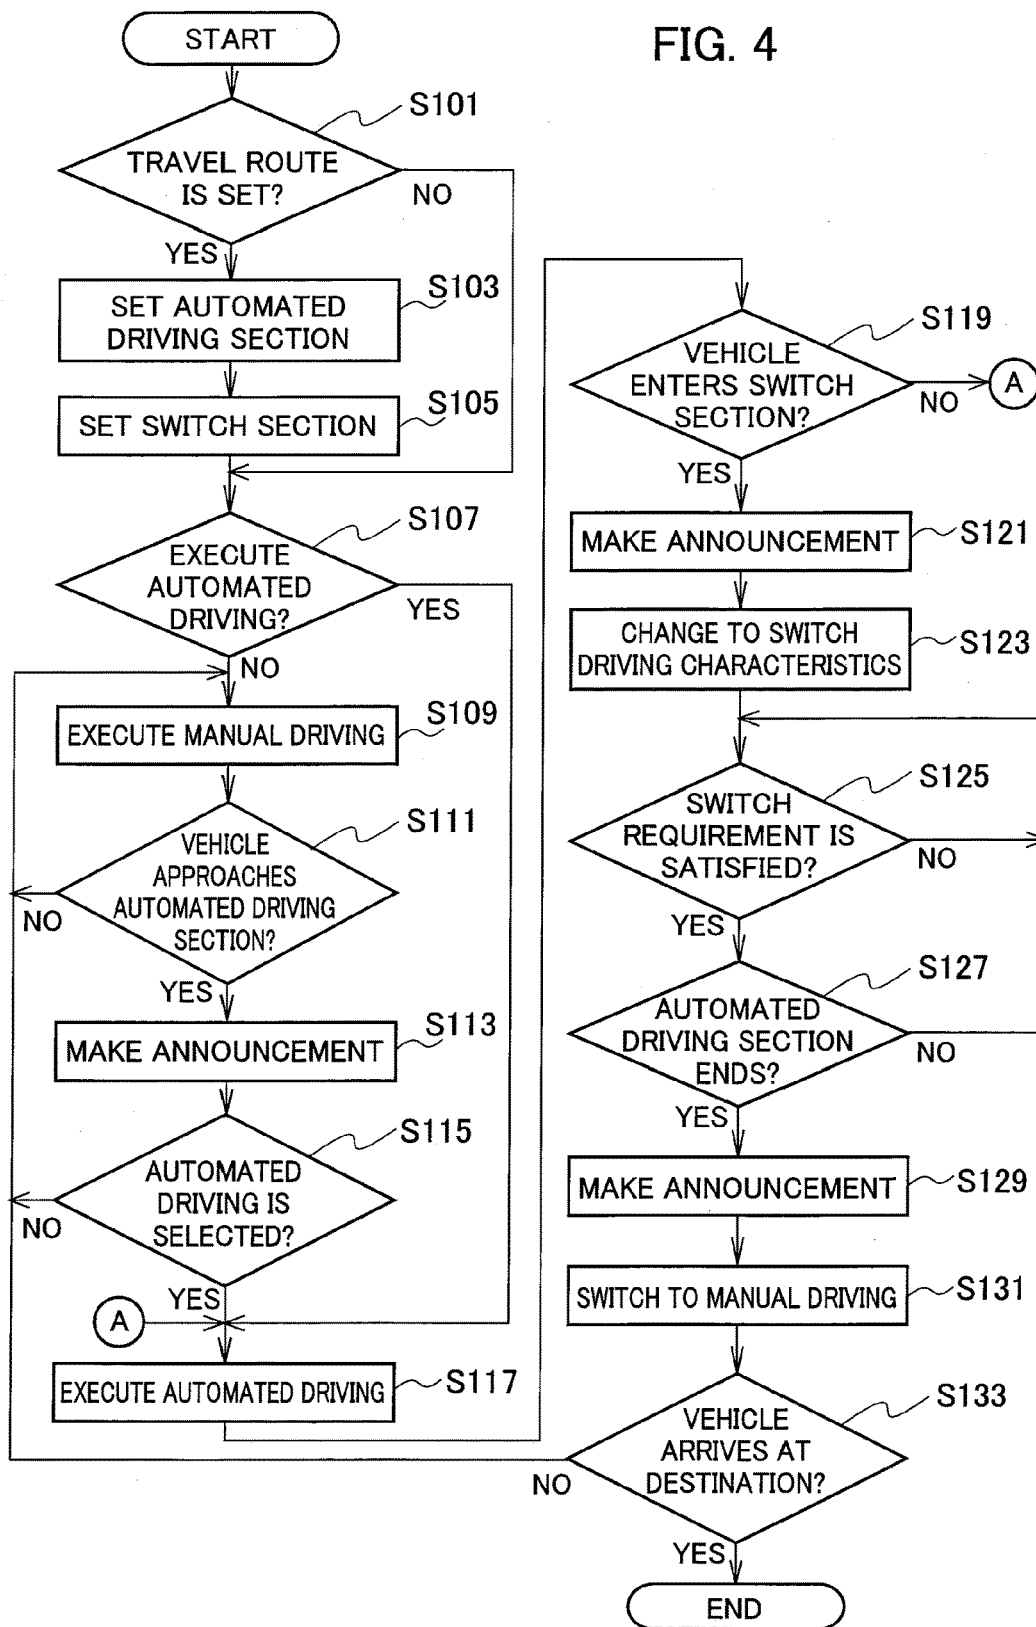 FIG. 4
START
S101
TRAVEL ROUTE
IS SET?
NO
YES
S103
SET AUTOMATED
DRIVING SECTION
S105
SET SWITCH SECTION
S107
EXECUTE
AUTOMATED
DRIVING?
YES
NO
S109
EXECUTE MANUAL DRIVING
S111
VEHICLE
APPROACHES
AUTOMATED DRIVING
SECTION?
NO
YES
S113
MAKE ANNOUNCEMENT
S115
AUTOMATED
DRIVING IS
SELECTED?
NO
YES
A
EXECUTE AUTOMATED DRIVING
S117
S119
VEHICLE
ENTERS SWITCH
SECTION?
A
NO
YES
MAKE ANNOUNCEMENT
S121
CHANGE TO SWITCH
DRIVING CHARACTERISTICS
S123
S125
SWITCH
REQUIREMENT IS
SATISFIED?
NO
YES
S127
AUTOMATED
DRIVING SECTION
ENDS?
NO
YES
MAKE ANNOUNCEMENT
S129
SWITCH TO MANUAL DRIVING
S131
S133
VEHICLE
ARRIVES AT
DESTINATION?
NO
YES
END